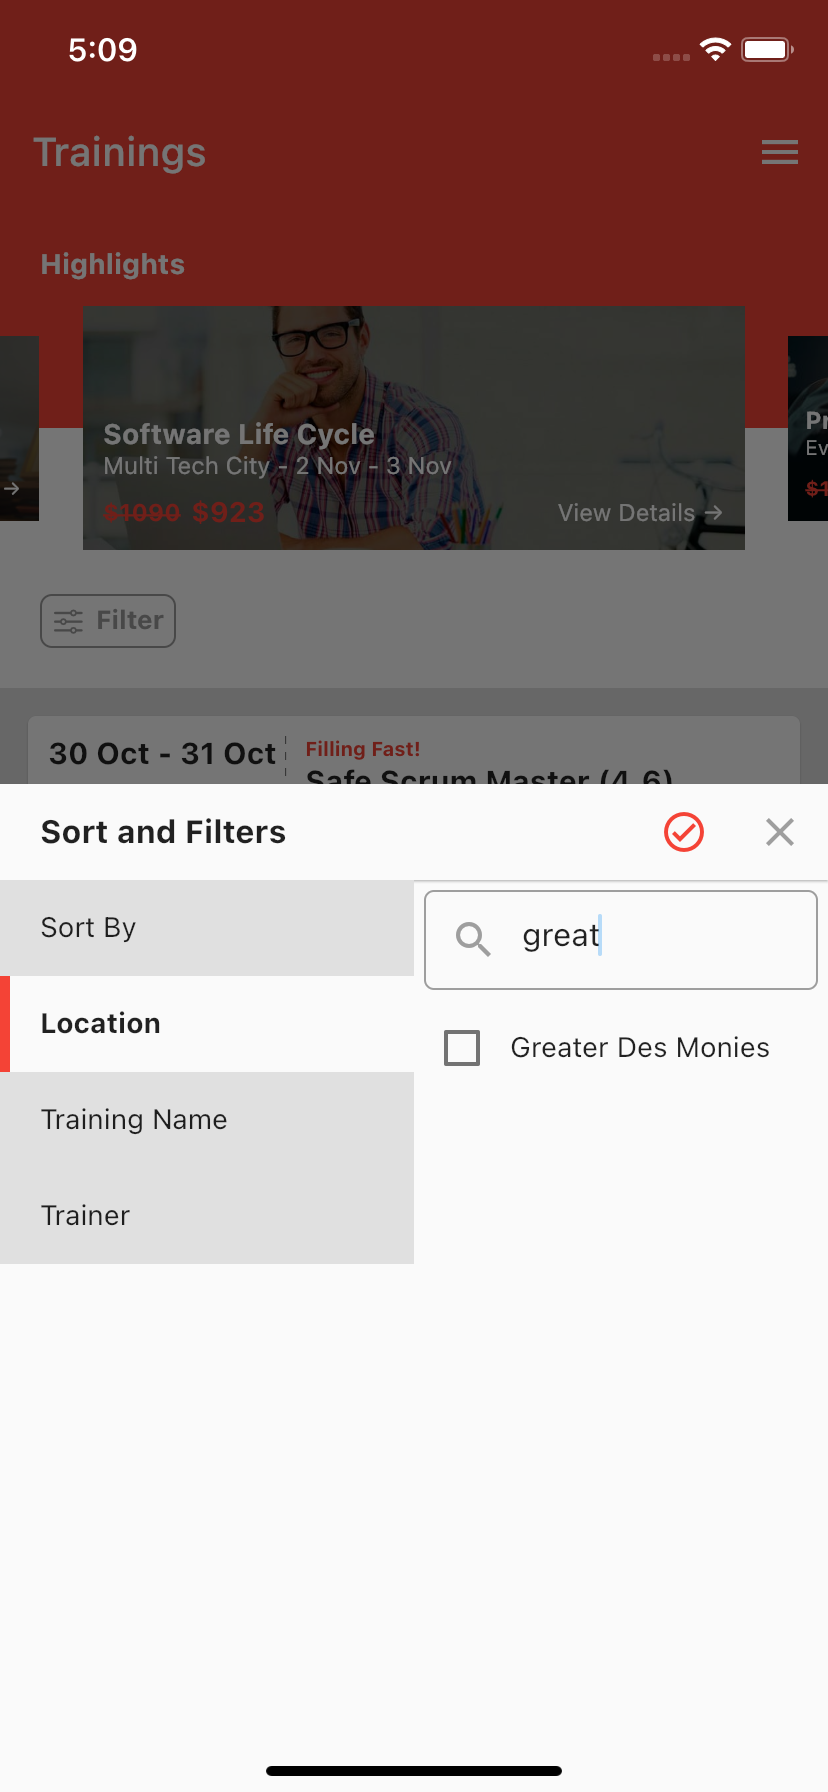 5:09
Trainings
Highlights
Software Life Cycle
Multi Tech City - 2 Nov - 3 Nov
$1090 $923
View Details →
Pr
Ev
$1
Filter
30 Oct - 31 Oct
Filling Fast!
Safe Scrum Master (4.6)
Sort and Filters
Sort By
great
Location
Greater Des Monies
Training Name
Trainer